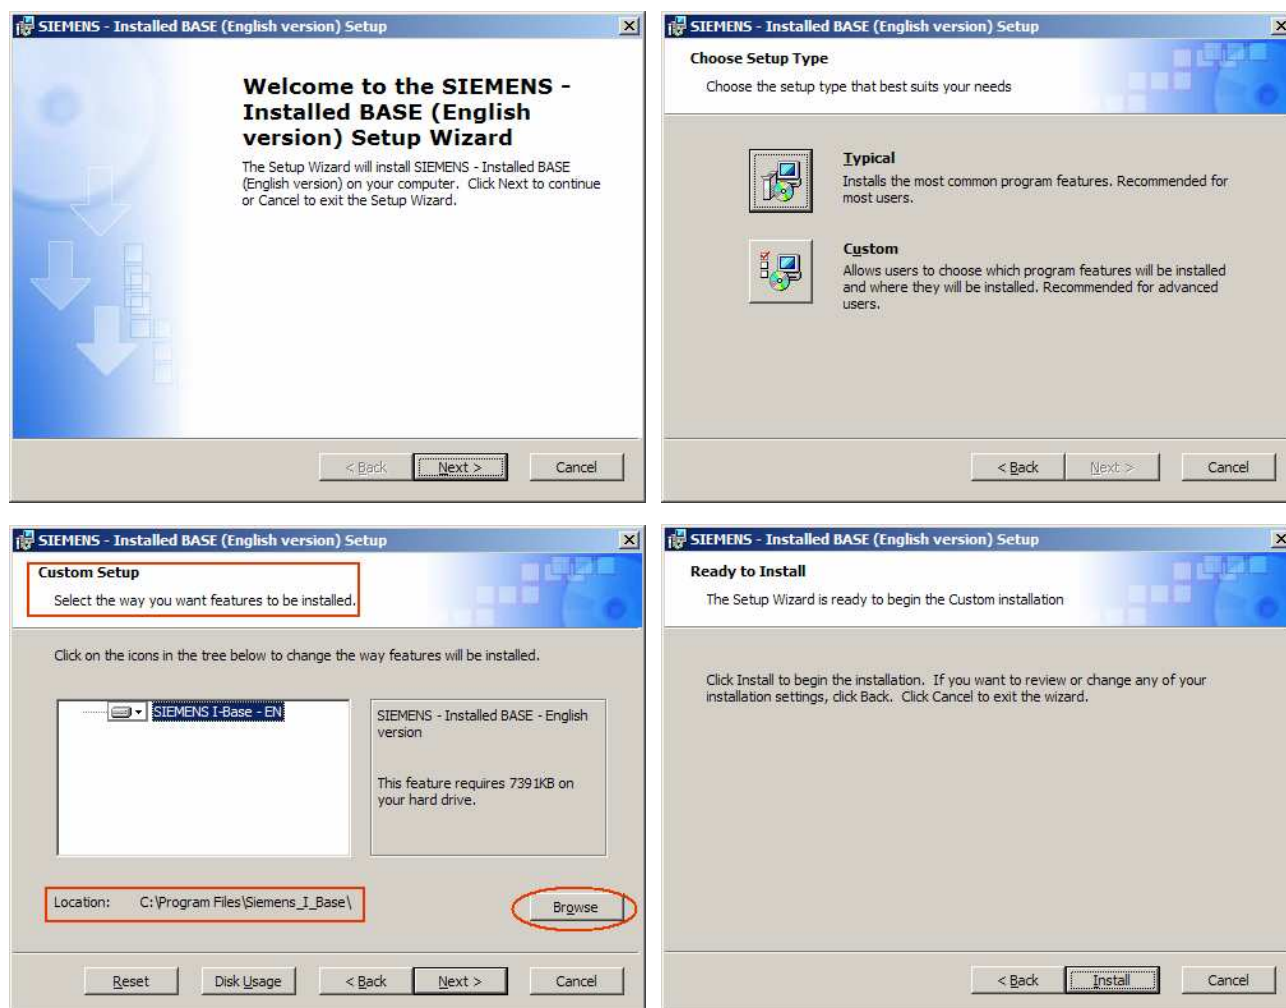 SIEMENS - Installed BASE (English version) Setup
Welcome to the SIEMENS -
Installed BASE (English
version) Setup Wizard
The Setup Wizard will install SIEMENS - Installed BASE
(English version) on your computer. Click Next to continue
or Cancel to exit the Setup Wizard.
< Back Next > Cancel
SIEMENS - Installed BASE (English version) Setup
Choose Setup Type
Choose the setup type that best suits your needs
Typical
Installs the most common program features. Recommended for
most users.
Custom
Allows users to choose which program features will be installed
and where they will be installed. Recommended for advanced
users.
< Back Next > Cancel
SIEMENS - Installed BASE (English version) Setup
Custom Setup
Select the way you want features to be installed.
Click on the icons in the tree below to change the way features will be installed.
SIEMENS I-Base - EN
SIEMENS - Installed BASE - English
version
This feature requires 7391KB on
your hard drive.
Location: C:\Program Files\Siemens_I_Base\
Browse
Reset Disk Usage < Back Next > Cancel
SIEMENS - Installed BASE (English version) Setup
Ready to Install
The Setup Wizard is ready to begin the Custom installation
Click Install to begin the installation. If you want to review or change any of your
installation settings, click Back. Click Cancel to exit the wizard.
< Back Install Cancel